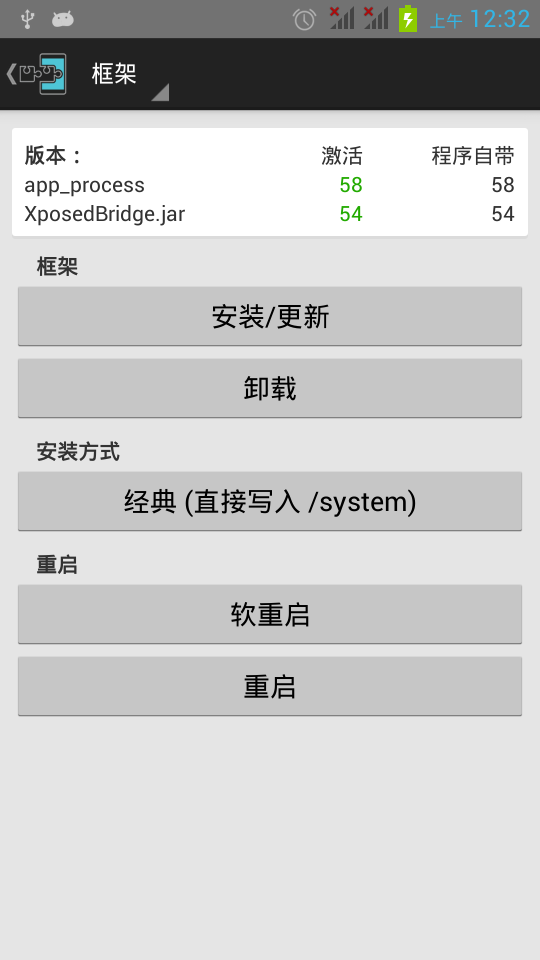 上午 12:32
框架
版本： 激活 程序自带
app_process 58 58
XposedBridge.jar 54 54
框架
安装/更新
卸载
安装方式
经典 (直接写入 /system)
重启
软重启
重启